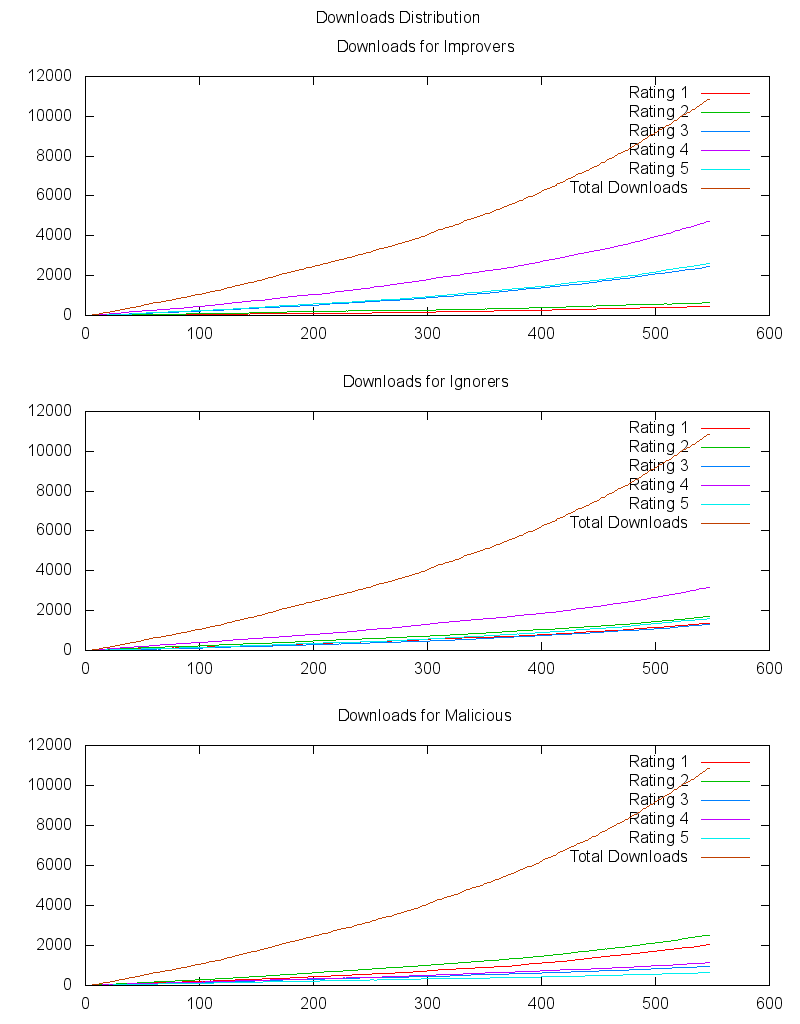 Downloads Distribution
Downloads for Improvers
12000
10000
8000
6000
4000
2000
0
Rating 1
Rating 2
Rating 3
Rating 4
Rating 5
Total Downloads
0 100 200 300 400 500 600
Downloads for Ignorers
12000
10000
8000
6000
4000
2000
0
Rating 1
Rating 2
Rating 3
Rating 4
Rating 5
Total Downloads
0 100 200 300 400 500 600
Downloads for Malicious
12000
10000
8000
6000
4000
2000
0
Rating 1
Rating 2
Rating 3
Rating 4
Rating 5
Total Downloads
0 100 200 300 400 500 600